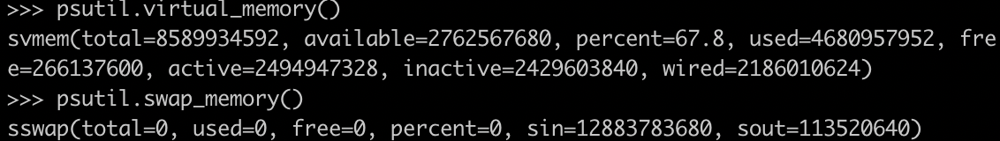 >>> psutil.virtual_memory()
svmem(total=8589934592, available=2762567680, percent=67.8, used=4680957952, fre
e=266137600, active=2494947328, inactive=2429603840, wired=2186010624)
>>> psutil.swap_memory()
sswap(total=0, used=0, free=0, percent=0, sin=12883783680, sout=113520640)